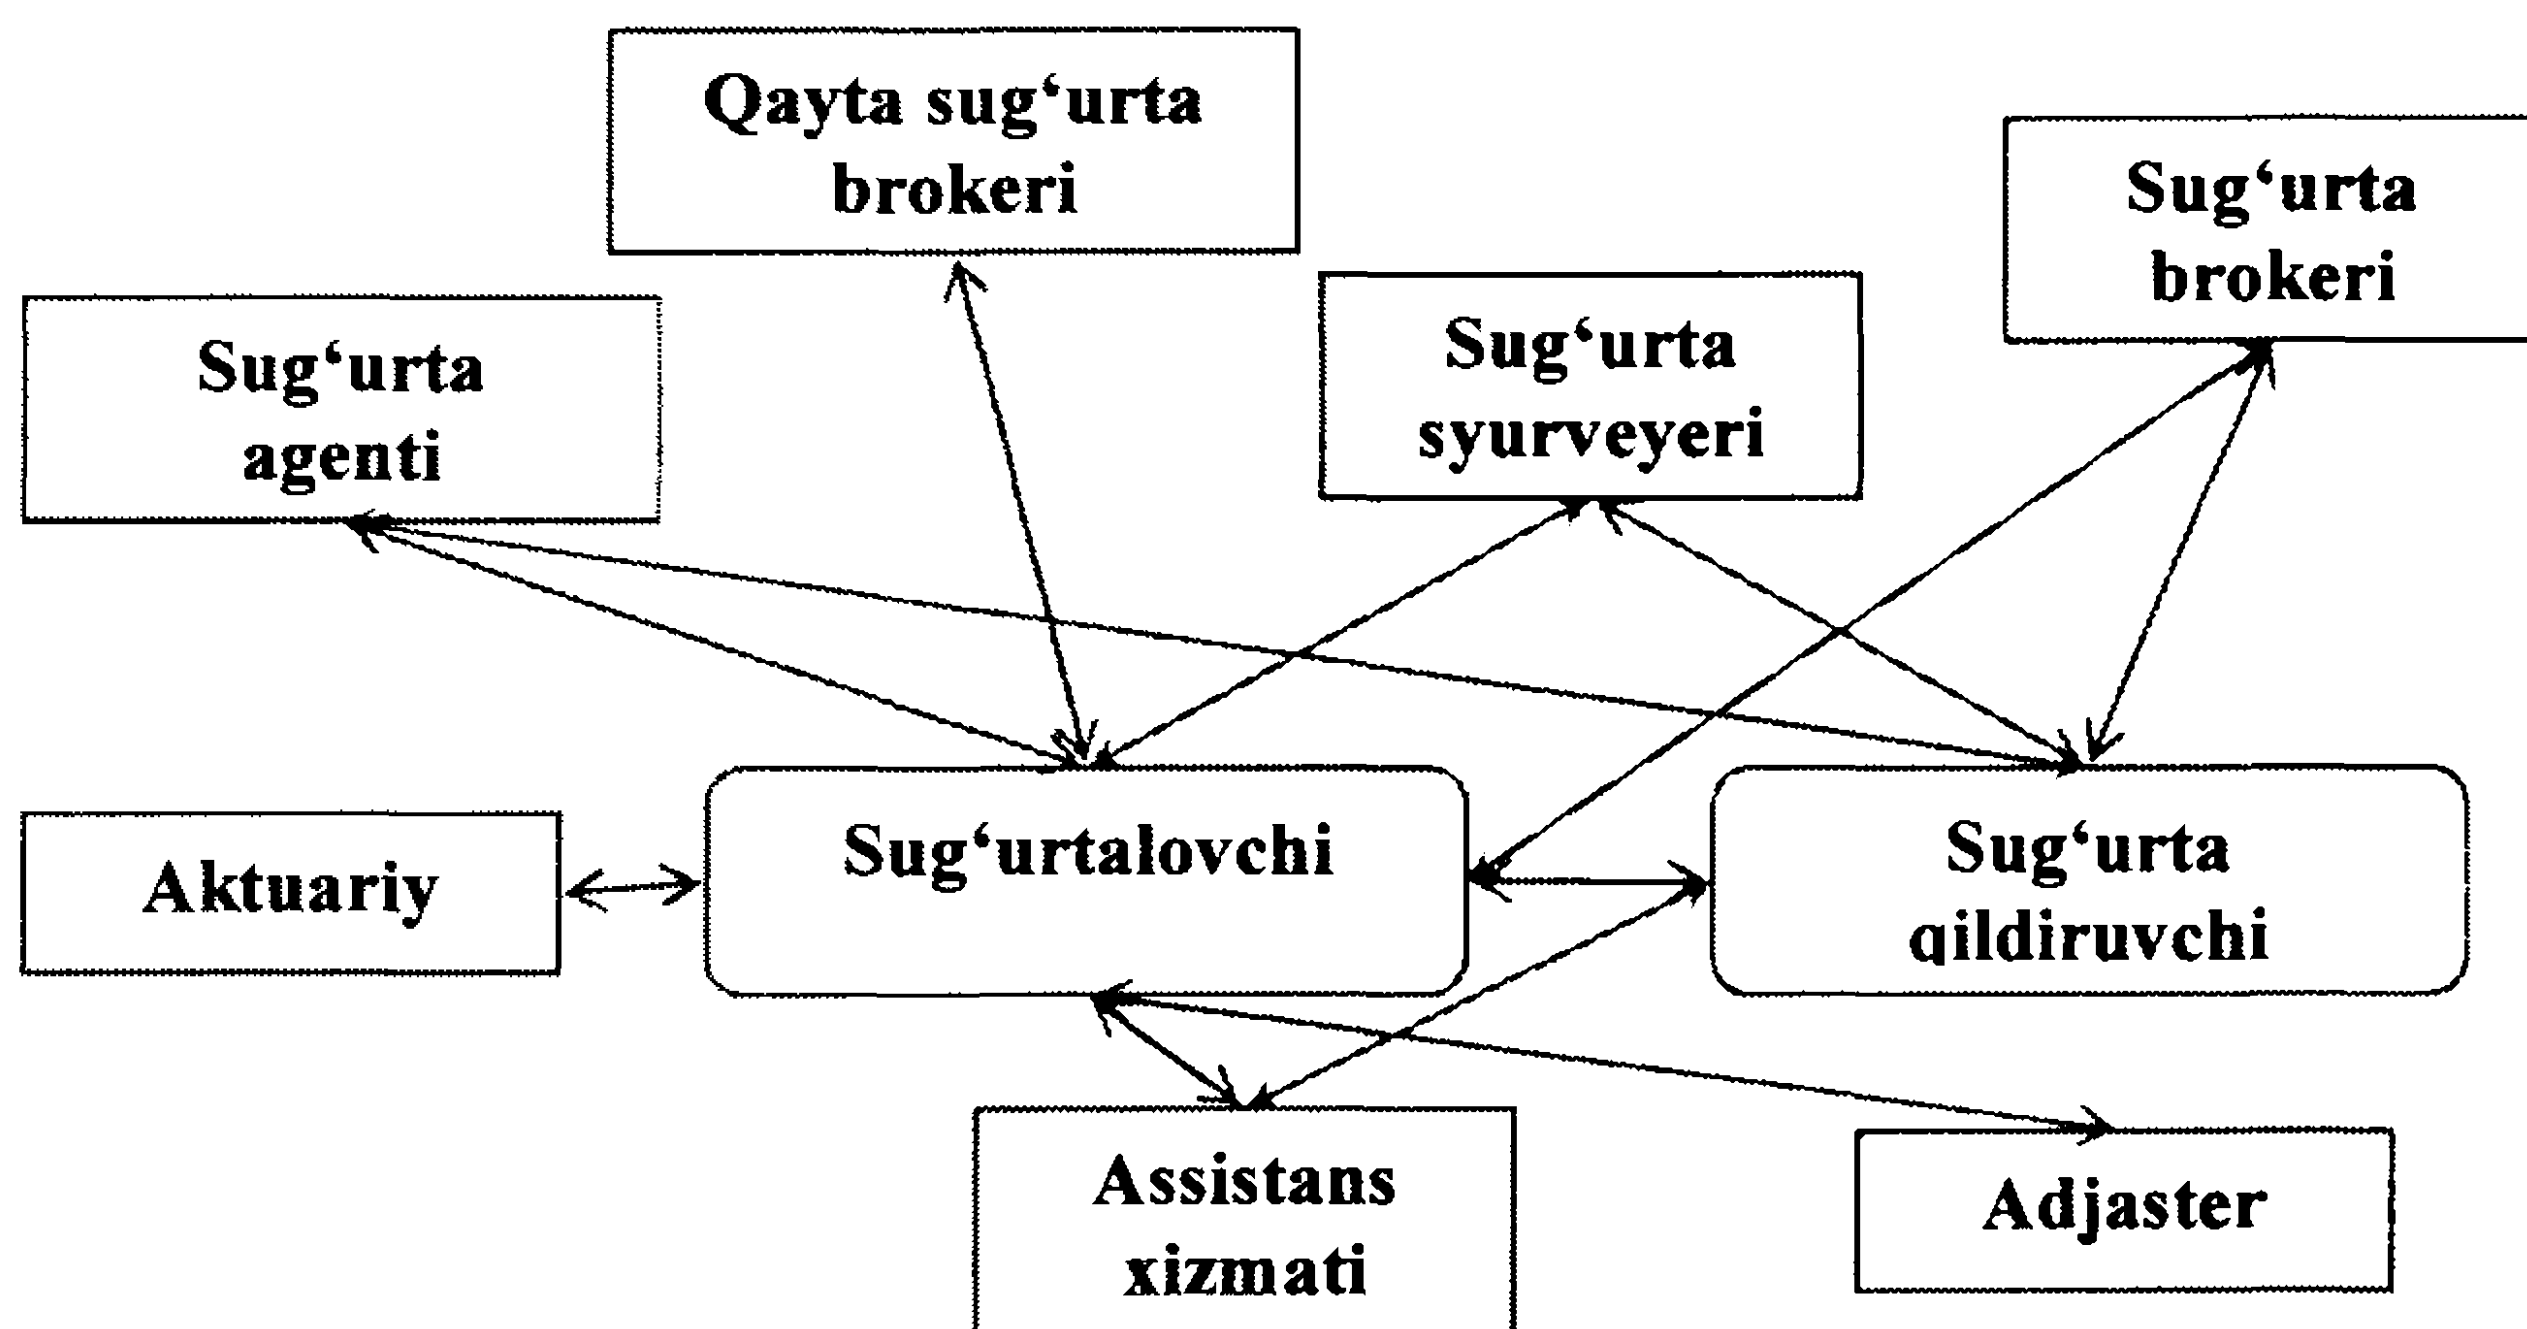 Qayta sug‘urta
brokeri
Sug‘urta
brokeri
Sug‘urta
syurveyeri
Sug‘urta
agenti
Aktuariy
Sug‘urtalovchi
Sug‘urta
qildiruvchi
Assistans
xizmati
Adjaster